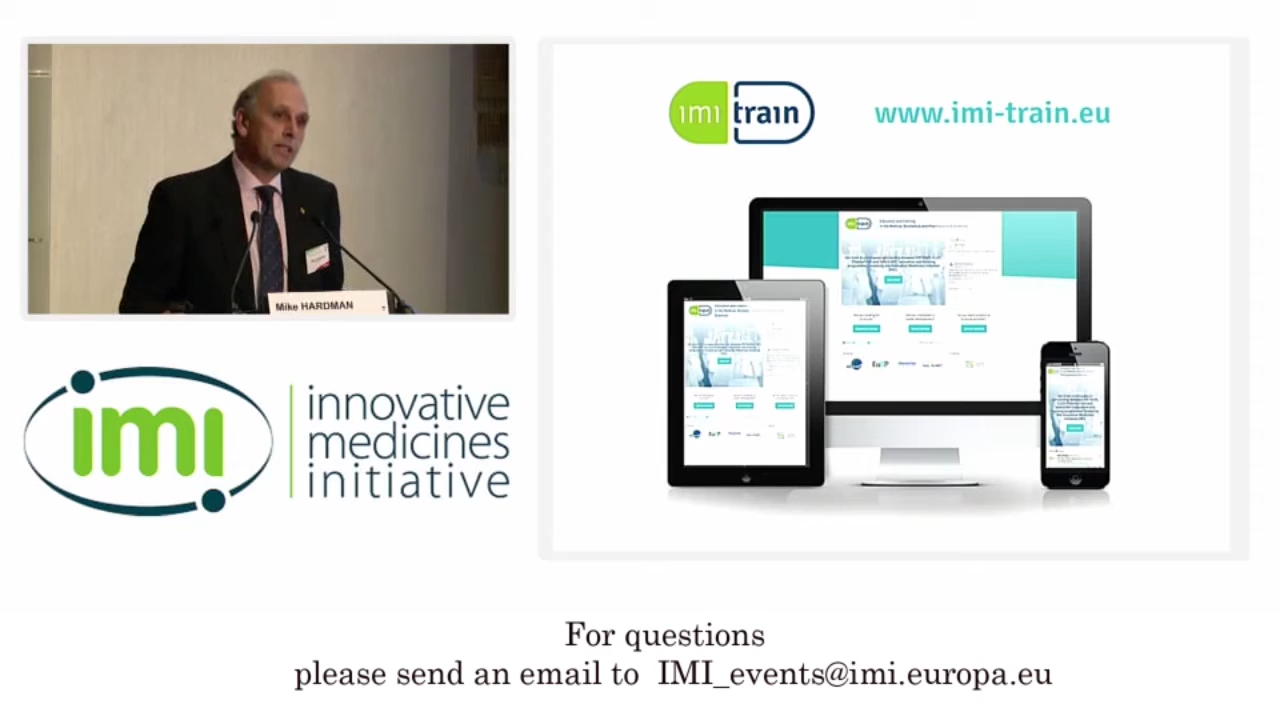 Mike HARDMAN
imi
innovative
medicines
initiative
imi train
www.imi-train.eu
For questions
please send an email to IMI_events@imi.europa.eu